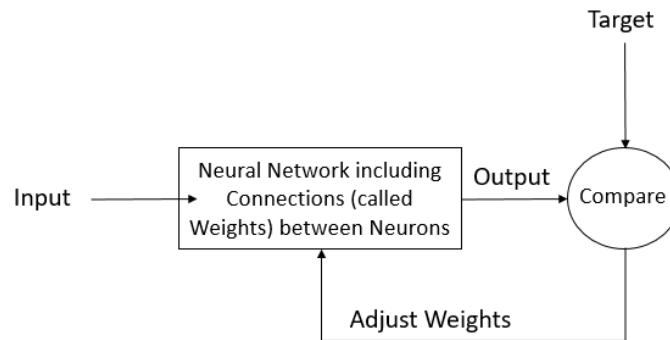 Target
Neural Network including
Connections (called
Weights) between Neurons
Input
Output
Compare
Adjust Weights